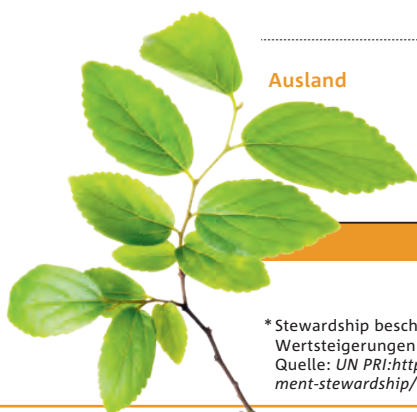 Ausland
* Stewardship besch
Wertsteigerungen
Quelle: UN PRI:http
ment-stewardship/